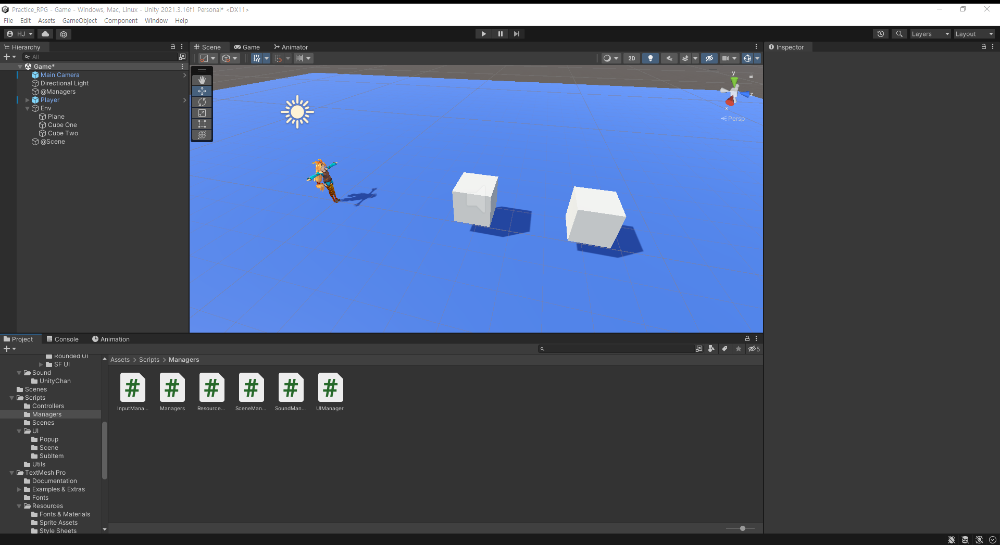 Practice_RPG - Game - Windows, Mac, Linux - Unity 2021.3.16f1 Personal* <DX11>
File Edit Assets GameObject Component Window Help
HJ Layers Layout
Hierarchy
All
Game*
Main Camera
Directional Light
@Managers
Player
Env
Plane
Cube One
Cube Two
@Scene
Scene Game Animator
2D
y
z
x
Persp
Inspector
Project Console Animation
5
Rounded UI
SF UI
Sound
UnityChan
Scenes
Scripts
Controllers
Managers
Scenes
UI
Popup
Scene
SubItem
Utils
TextMesh Pro
Documentation
Examples & Extras
Fonts
Resources
Fonts & Materials
Sprite Assets
Style Sheets
Assets > Scripts > Managers
# # # # # #
InputMana... Managers Resource... SceneMan... SoundMan... UIManager